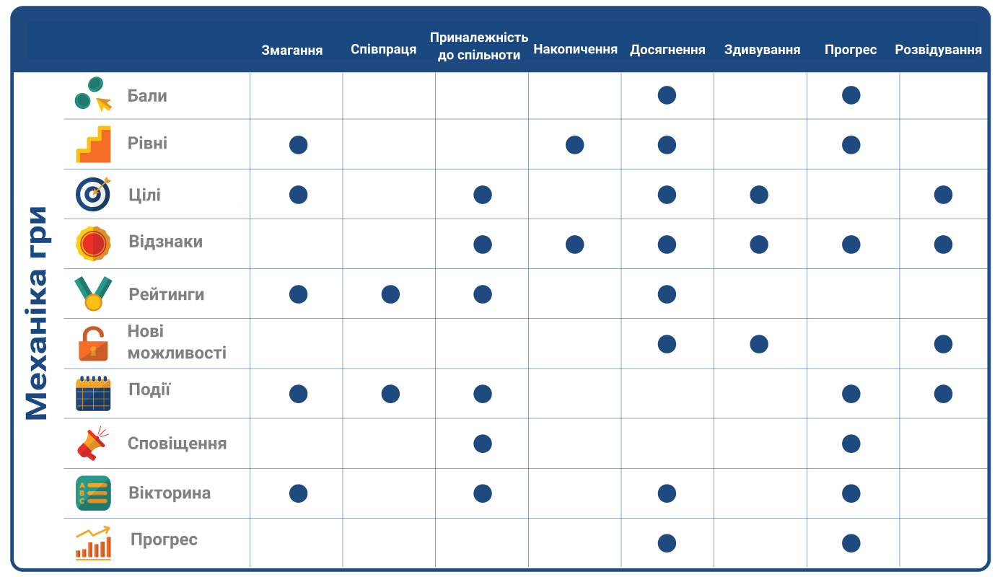 Змагання
Співпраця
Приналежність
до спільноти
Накопичення
Досягнення
Здивування
Прогрес
Розвідування
Механіка гри
Бали
Рівні
Цілі
Відзнаки
Рейтинги
Нові
можливості
Події
Сповіщення
A
B
C
Вікторина
Прогрес